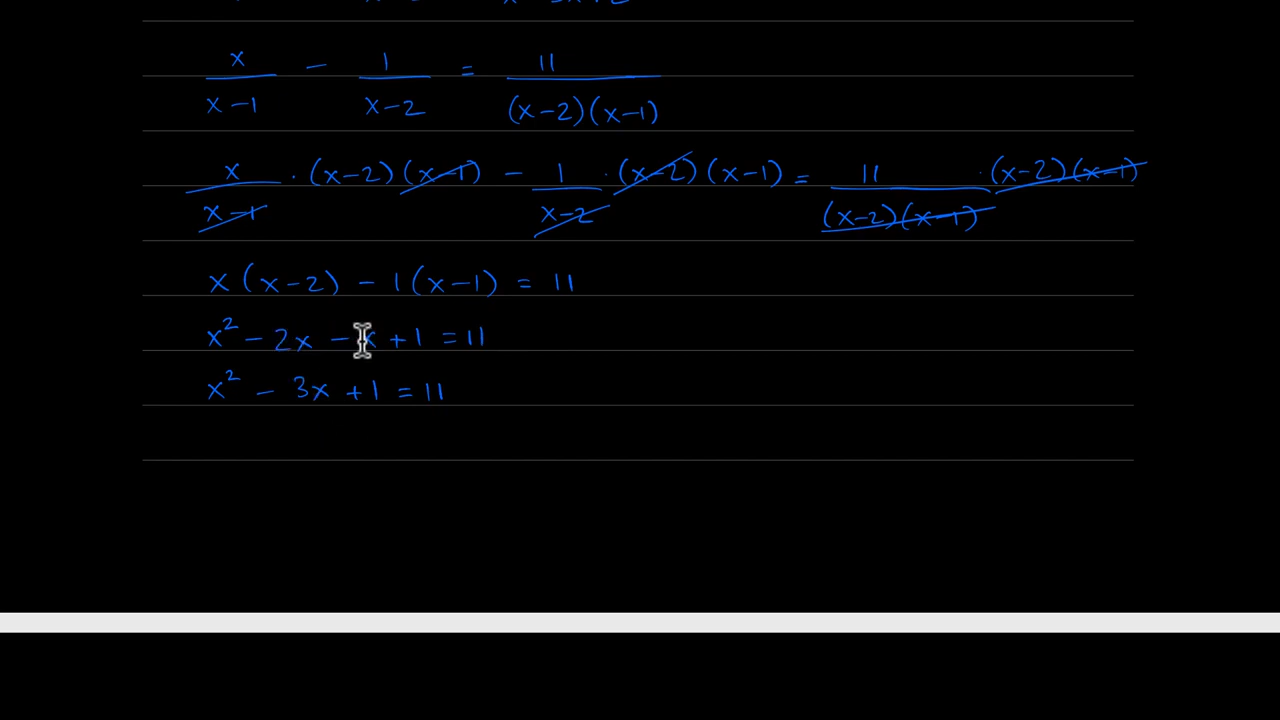 x/(x-1) - 1/(x-2) = 11/((x-2)(x-1))
x/(x-1) · (x-2)(x-1) - 1/(x-2) · (x-2)(x-1) = 11/((x-2)(x-1)) · (x-2)(x-1)
x(x-2) - 1(x-1) = 11
x² - 2x - x + 1 = 11
x² - 3x + 1 = 11